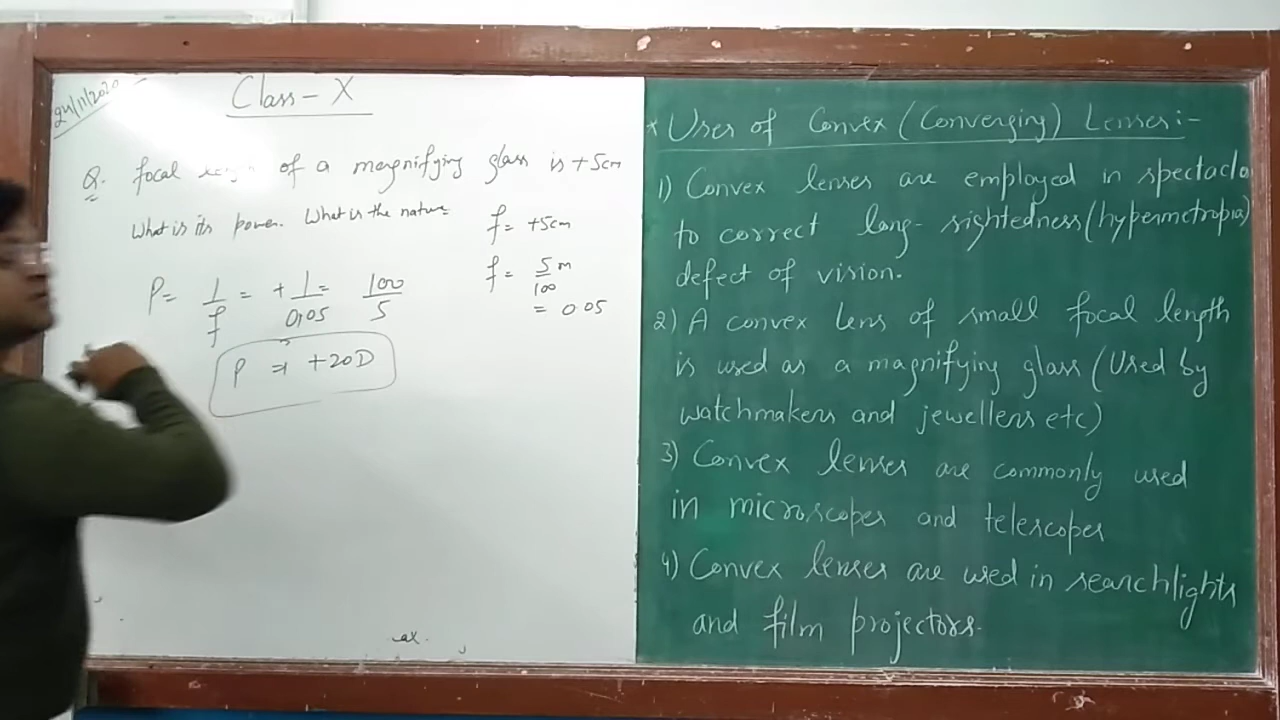 24/11/2020
Class - X
Q. focal length of a magnifying glass is +5cm
What is its power. What is the nature
f = +5cm
f = 5/100 m
= 0.05
P = 1/f = + 1/0.05 = 100/5
P ⇒ +20D
* Uses of Convex (Converging) Lenses:-
1) Convex lenses are employed in spectacle
to correct long-sightedness (hypermetropia)
defect of vision.
2) A convex lens of small focal length
is used as a magnifying glass (Used by
watchmakers and jewellers etc)
3) Convex lenses are commonly used
in microscopes and telescopes
4) Convex lenses are used in searchlights
and film projectors.